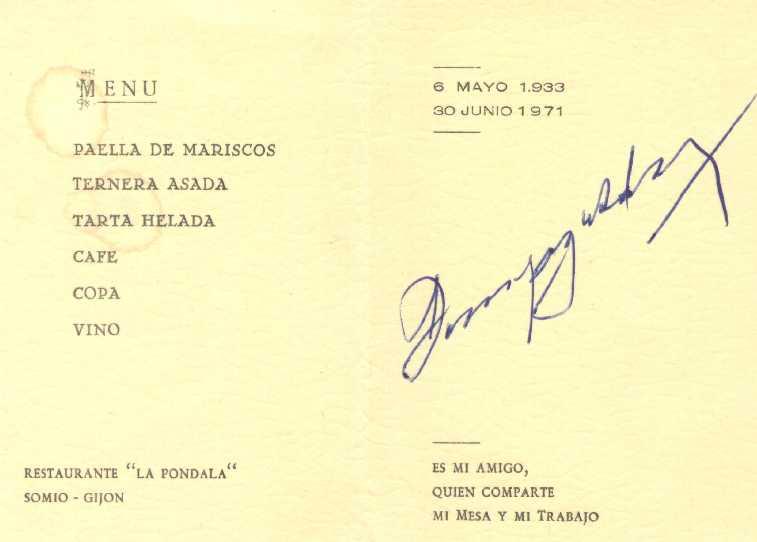 MENU
PAELLA DE MARISCOS
TERNERA ASADA
TARTA HELADA
CAFE
COPA
VINO
RESTAURANTE "LA PONDALA"
SOMIO - GIJON
6 MAYO 1.933
30 JUNIO 1971
ES MI AMIGO,
QUIEN COMPARTE
MI MESA Y MI TRABAJO